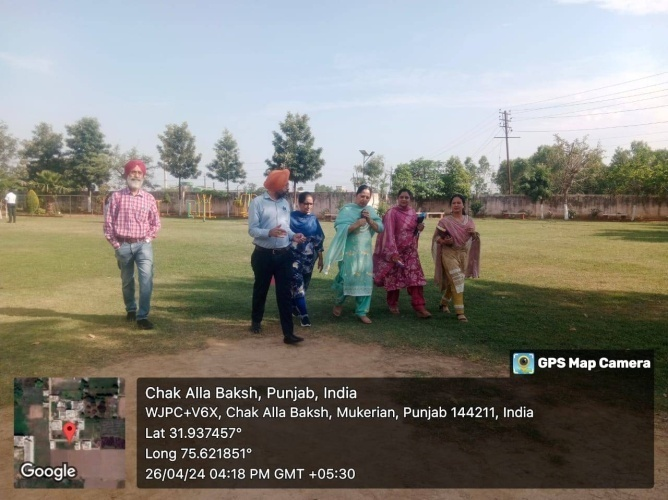 GPS Map Camera
Chak Alla Baksh, Punjab, India
WJPC+V6X, Chak Alla Baksh, Mukerian, Punjab 144211, India
Lat 31.937457°
Long 75.621851°
26/04/24 04:18 PM GMT +05:30
Google